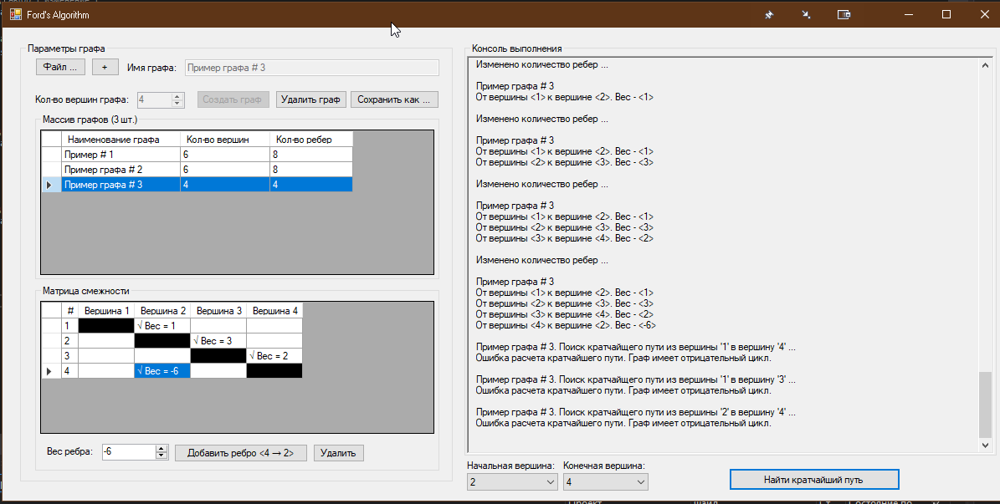 Ford's Algorithm
Параметры графа
Файл ...
+
Имя графа:
Пример графа # 3
Кол-во вершин графа:
4
Создать граф
Удалить граф
Сохранить как ...
Массив графов (3 шт.)
Наименование графа Кол-во вершин Кол-во ребер
Пример # 1 6 8
Пример графа # 2 6 8
Пример графа # 3 4 4
Матрица смежности
# Вершина 1 Вершина 2 Вершина 3 Вершина 4
1 √ Вес = 1
2 √ Вес = 3
3 √ Вес = 2
4 √ Вес = -6
Вес ребра:
-6
Добавить ребро <4 → 2>
Удалить
Консоль выполнения
Изменено количество ребер ...
Пример графа # 3
От вершины <1> к вершине <2>. Вес - <1>
Изменено количество ребер ...
Пример графа # 3
От вершины <1> к вершине <2>. Вес - <1>
От вершины <2> к вершине <3>. Вес - <3>
Изменено количество ребер ...
Пример графа # 3
От вершины <1> к вершине <2>. Вес - <1>
От вершины <2> к вершине <3>. Вес - <3>
От вершины <3> к вершине <4>. Вес - <2>
Изменено количество ребер ...
Пример графа # 3
От вершины <1> к вершине <2>. Вес - <1>
От вершины <2> к вершине <3>. Вес - <3>
От вершины <3> к вершине <4>. Вес - <2>
От вершины <4> к вершине <2>. Вес - <-6>
Пример графа # 3. Поиск кратчайщего пути из вершины '1' в вершину '4' ...
Ошибка расчета кратчайшего пути. Граф имеет отрицательный цикл.
Пример графа # 3. Поиск кратчайщего пути из вершины '1' в вершину '3' ...
Ошибка расчета кратчайшего пути. Граф имеет отрицательный цикл.
Пример графа # 3. Поиск кратчайщего пути из вершины '2' в вершину '4' ...
Ошибка расчета кратчайшего пути. Граф имеет отрицательный цикл.
Начальная вершина:
2
Конечная вершина:
4
Найти кратчайший путь